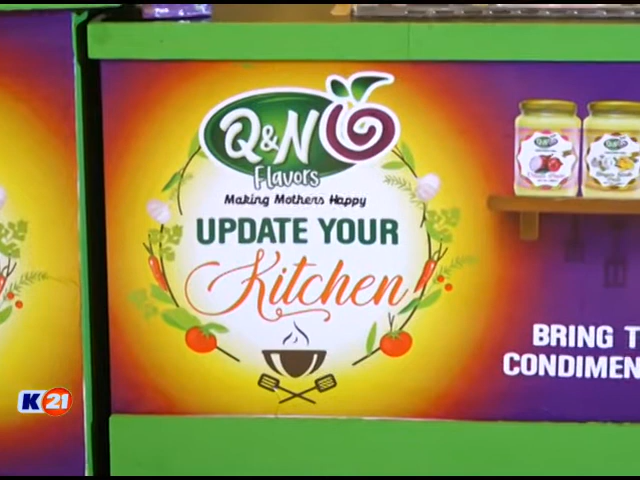 Q&N
Flavors
Making Mothers Happy
UPDATE YOUR
Kitchen
BRING T
CONDIMEN
K21
Q&N
Q&N